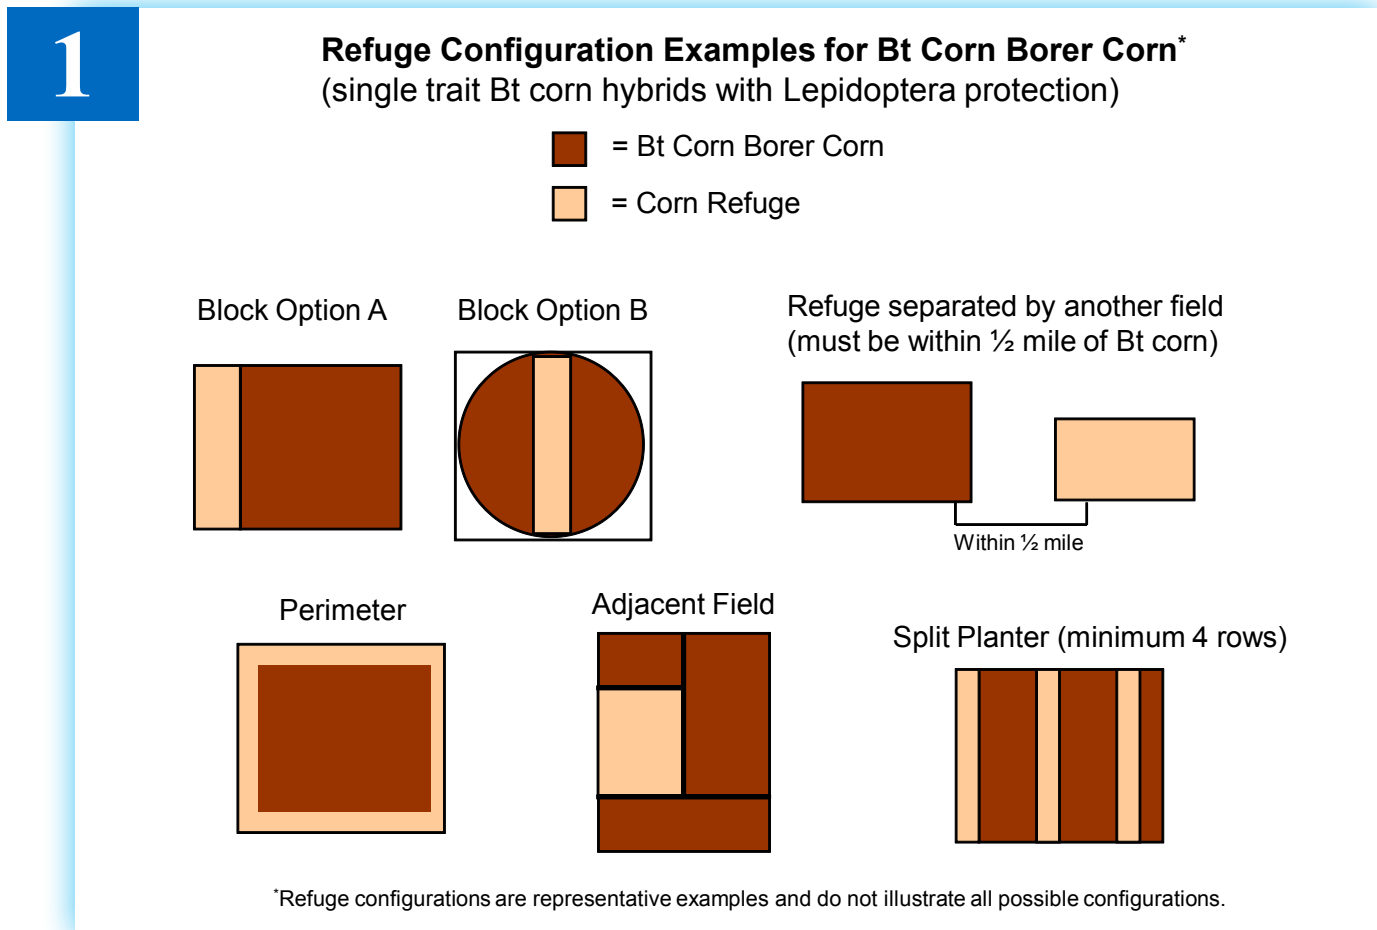 1
Refuge Configuration Examples for Bt Corn Borer Corn*
(single trait Bt corn hybrids with Lepidoptera protection)
= Bt Corn Borer Corn
= Corn Refuge
Block Option A
Block Option B
Refuge separated by another field
(must be within ½ mile of Bt corn)
Within ½ mile
Perimeter
Adjacent Field
Split Planter (minimum 4 rows)
*Refuge configurations are representative examples and do not illustrate all possible configurations.